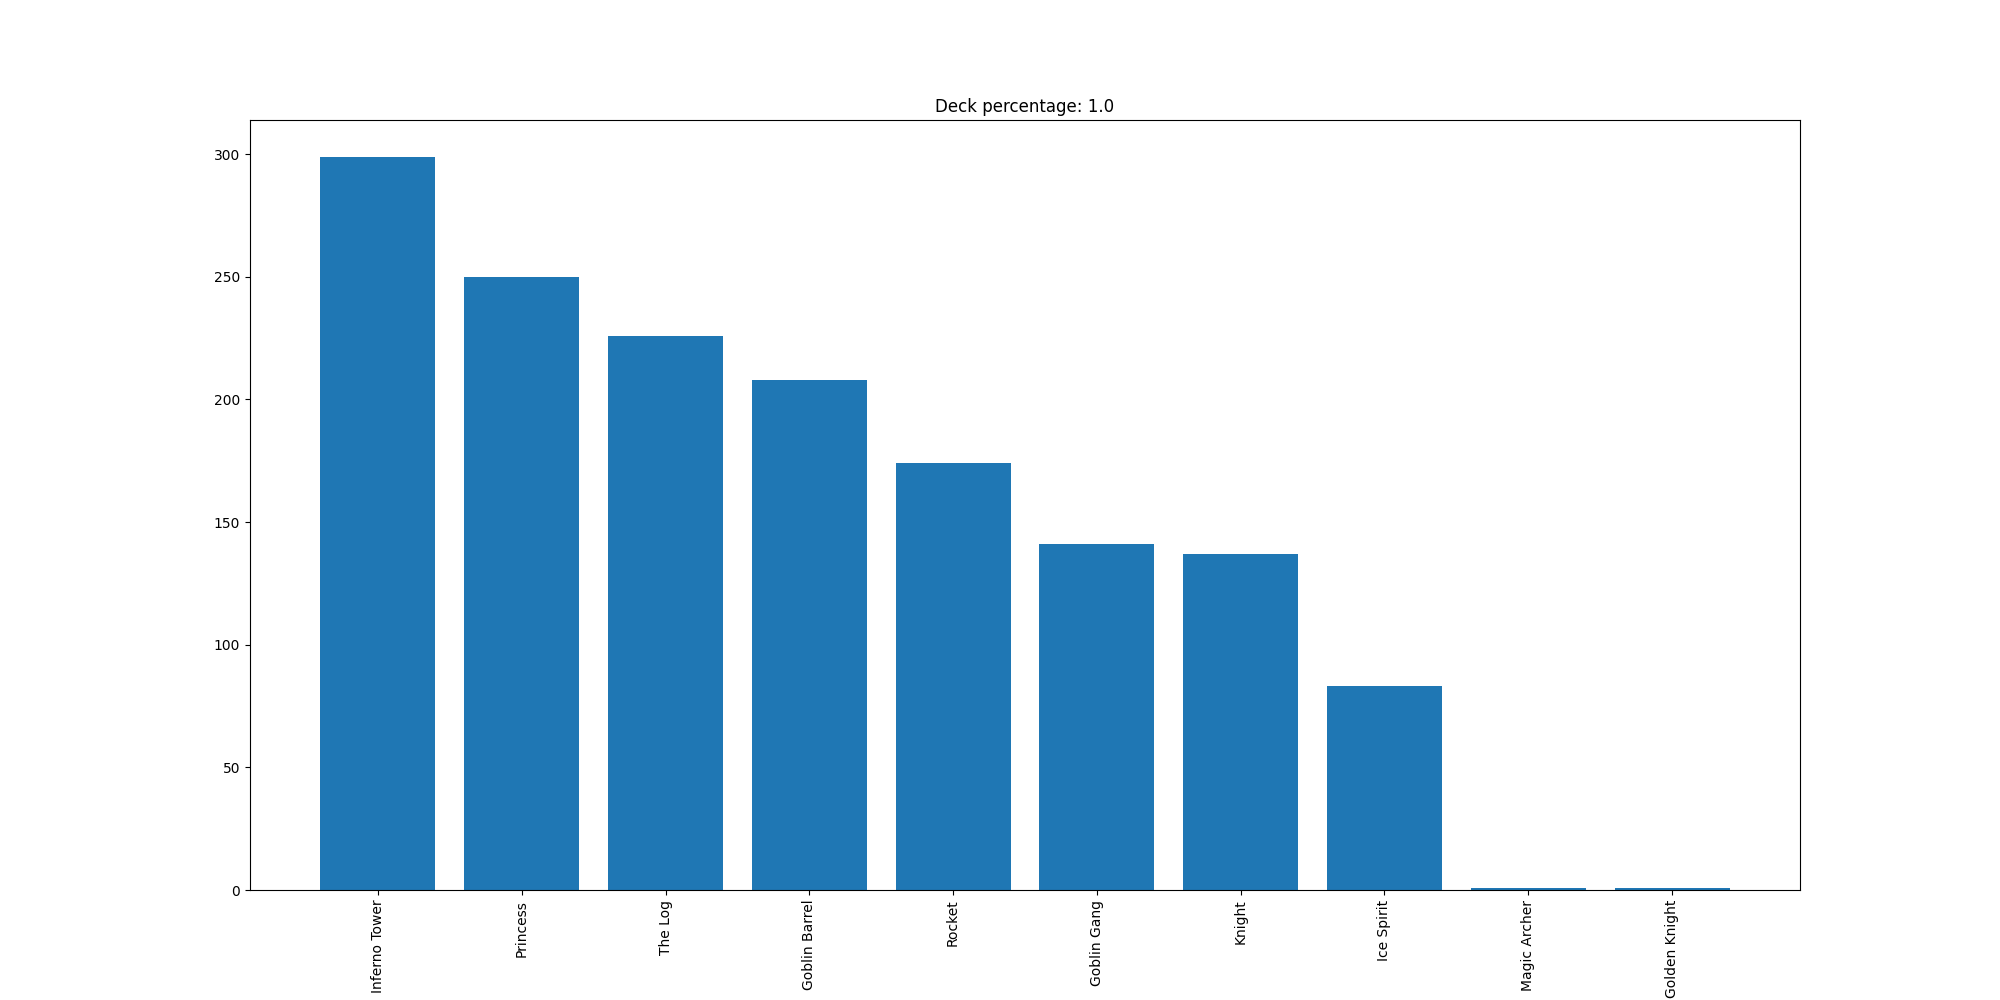 Deck percentage: 1.0
300
250
200
150
100
50
0
Inferno Tower
Princess
The Log
Goblin Barrel
Rocket
Goblin Gang
Knight
Ice Spirit
Magic Archer
Golden Knight